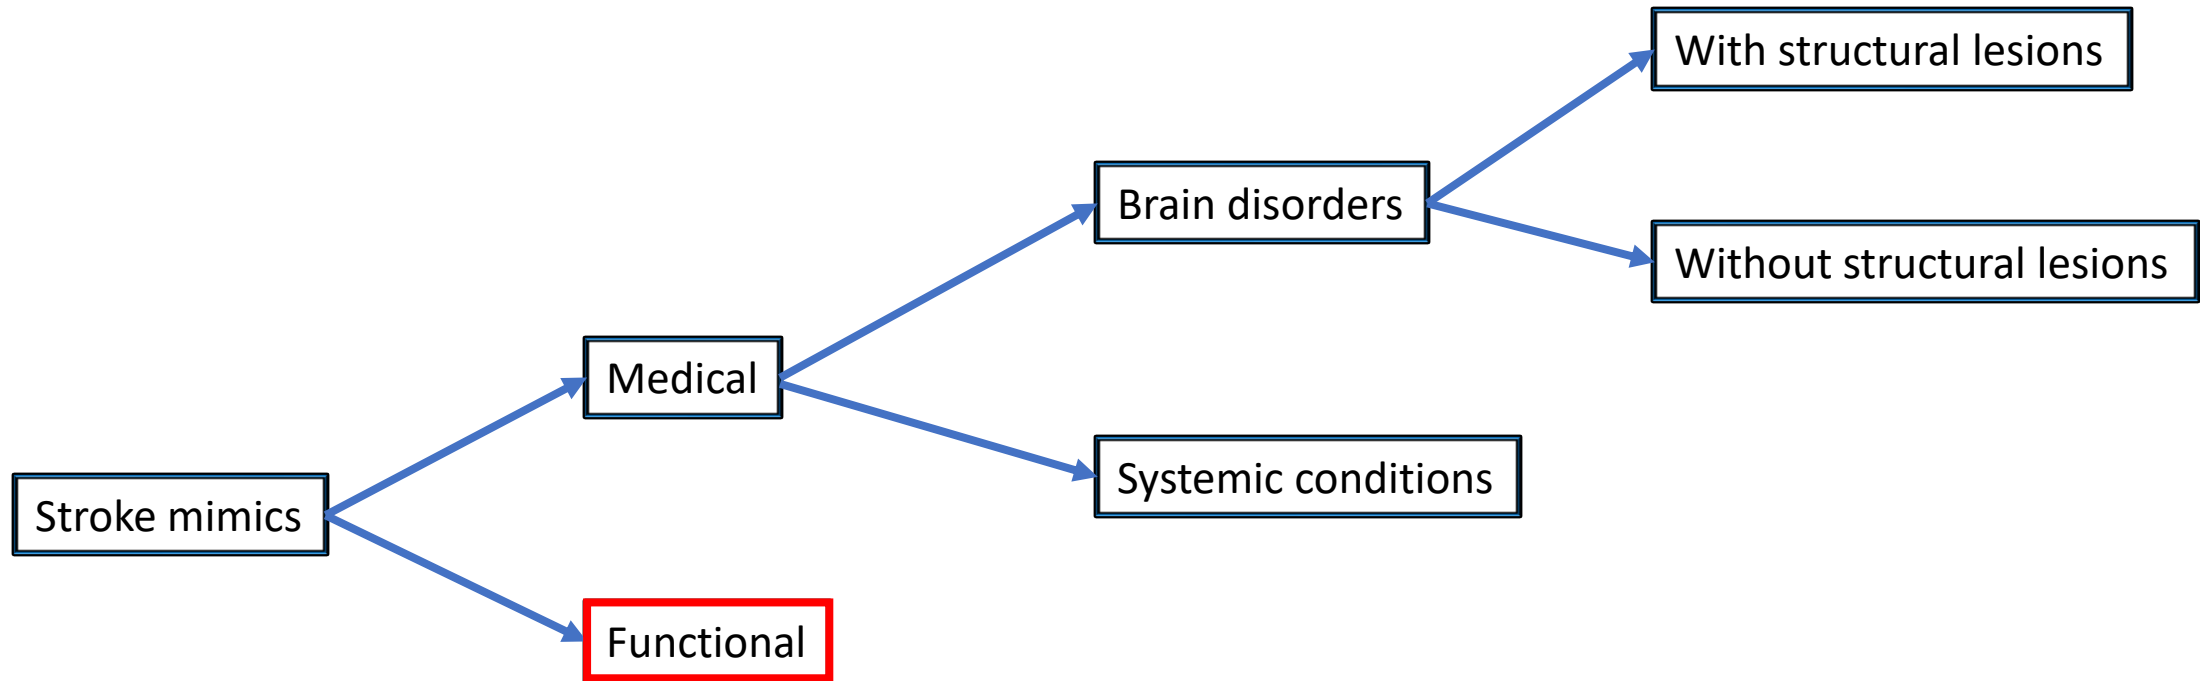 With structural lesions
Brain disorders
Without structural lesions
Medical
Systemic conditions
Stroke mimics
Functional